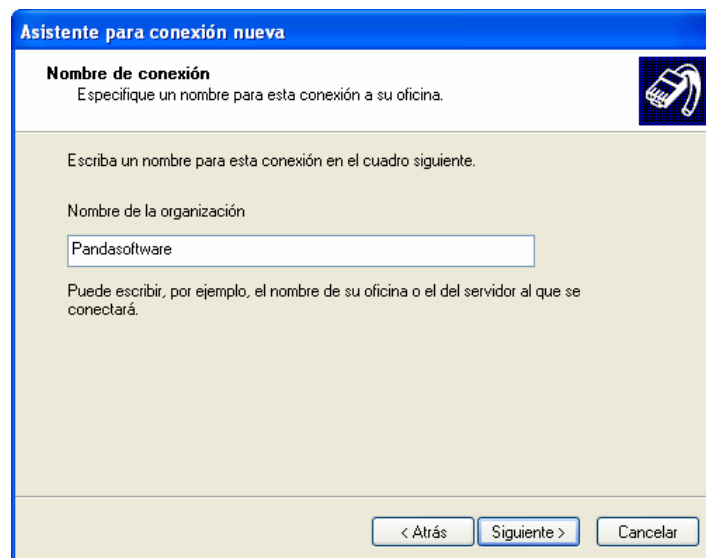 Asistente para conexión nueva
Nombre de conexión
Especifique un nombre para esta conexión a su oficina.
Escriba un nombre para esta conexión en el cuadro siguiente.
Nombre de la organización
Pandasoftware
Puede escribir, por ejemplo, el nombre de su oficina o el del servidor al que se
conectará.
< Atrás
Siguiente >
Cancelar